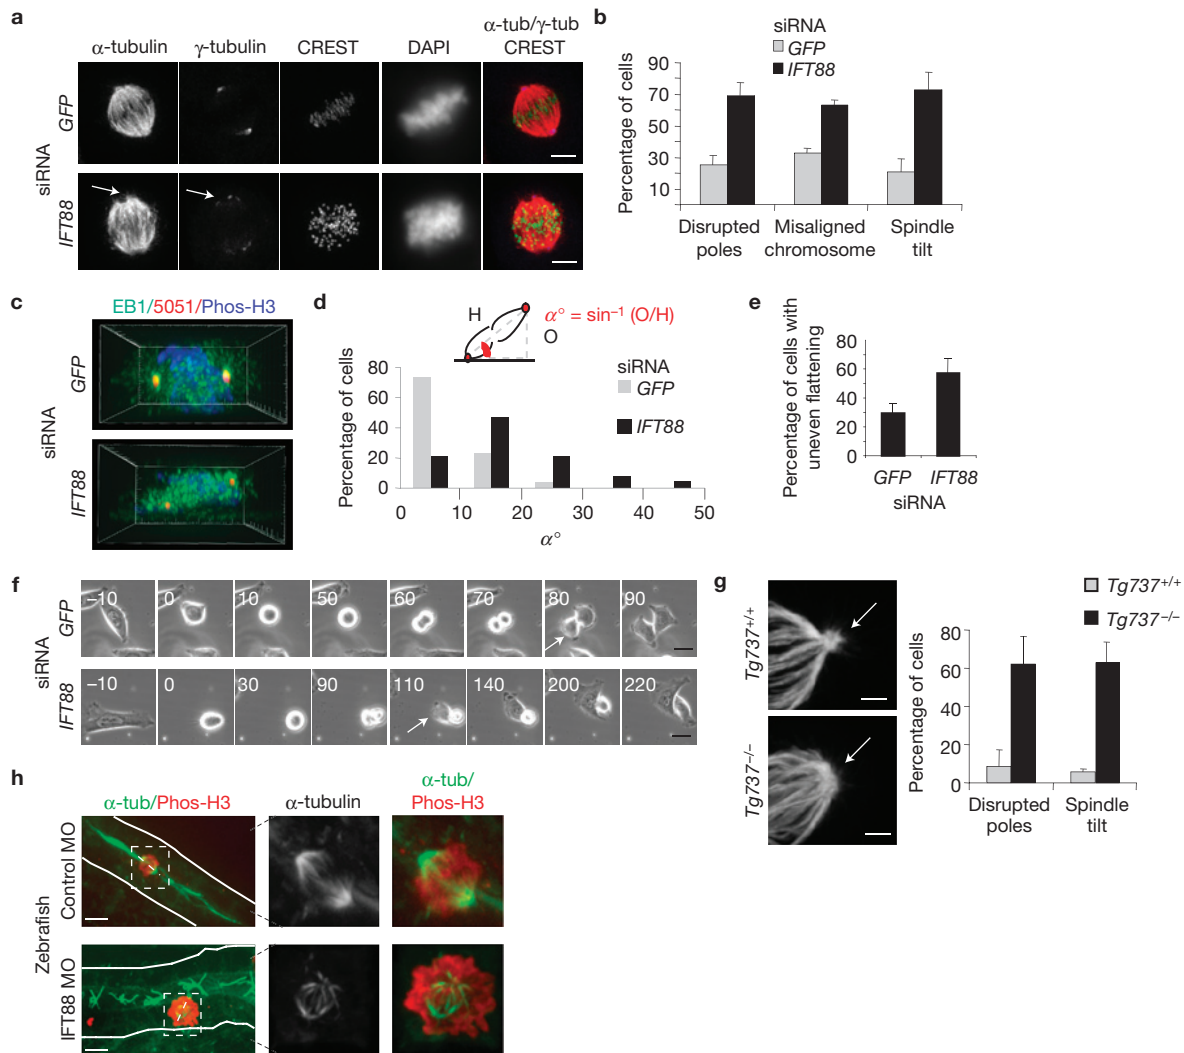 a
α-tubulin
γ-tubulin
CREST
DAPI
α-tub/γ-tub
CREST
siRNA
GFP
IFT88
b
siRNA
GFP
IFT88
Percentage of cells
90
70
50
30
10
Disrupted
poles
Misaligned
chromosome
Spindle
tilt
c
EB1/5051/Phos-H3
siRNA
GFP
IFT88
d
H
O
α° = sin⁻¹ (O/H)
siRNA
GFP
IFT88
Percentage of cells
80
60
40
20
0
0 10 20 30 40 50
α°
e
Percentage of cells with
uneven flattening
80
60
40
20
0
GFP IFT88
siRNA
f
siRNA
GFP
–10 0 10 50 60 70 80 90
IFT88
–10 0 30 90 110 140 200 220
g
Tg737⁺/⁺
Tg737⁻/⁻
Tg737⁺/⁺
Tg737⁻/⁻
Percentage of cells
80
60
40
20
0
Disrupted
poles
Spindle
tilt
h
α-tub/Phos-H3
α-tubulin
α-tub/
Phos-H3
Zebrafish
Control MO
IFT88 MO